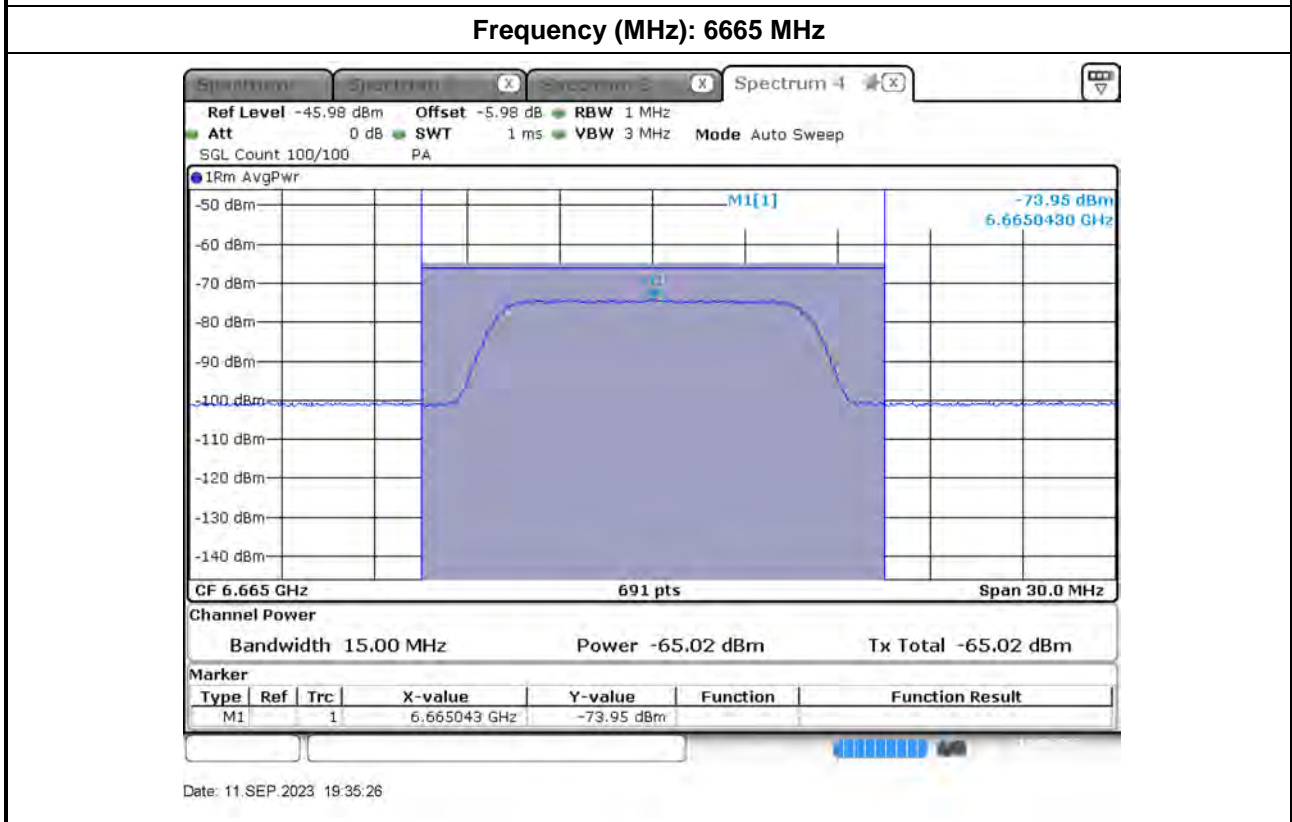 Frequency (MHz): 6665 MHz
Spectrum 4
Ref Level -45.98 dBm Offset -5.98 dB RBW 1 MHz
Att 0 dB SWT 1 ms VBW 3 MHz Mode Auto Sweep
SGL Count 100/100 PA
1Rm AvgPwr
M1[1] -73.95 dBm
6.6650430 GHz
-50 dBm
-60 dBm
-70 dBm
-80 dBm
-90 dBm
-100 dBm
-110 dBm
-120 dBm
-130 dBm
-140 dBm
CF 6.665 GHz 691 pts Span 30.0 MHz
Channel Power
Bandwidth 15.00 MHz Power -65.02 dBm Tx Total -65.02 dBm
Marker
Type Ref Trc X-value Y-value Function Function Result
M1 1 6.665043 GHz -73.95 dBm
Date: 11.SEP.2023 19:35:26